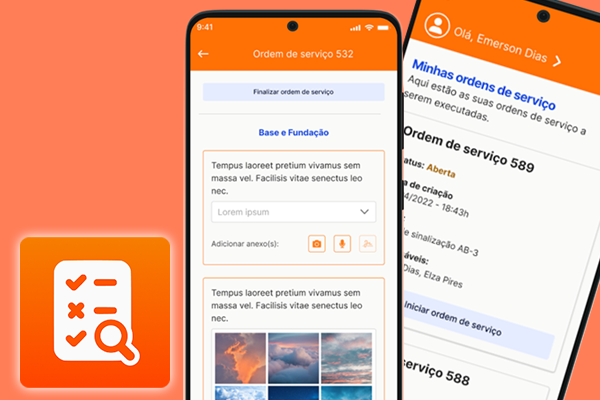 9:41
Ordem de serviço 532
Finalizar ordem de serviço
Base e Fundação
Tempus laoreet pretium vivamus sem
massa vel. Facilisis vitae senectus leo
nec.
Lorem ipsum
Adicionar anexo(s):
Tempus laoreet pretium vivamus sem
massa vel. Facilisis vitae senectus leo
nec.
Olá, Emerson Dias
Minhas ordens de serviço
Aqui estão as suas ordens de serviço a
serem executadas.
Ordem de serviço 589
atus: Aberta
a de criação
4/2022 - 18:43h
e sinalização AB-3
áveis:
Dias, Elza Pires
Iniciar ordem de serviço
serviço 588